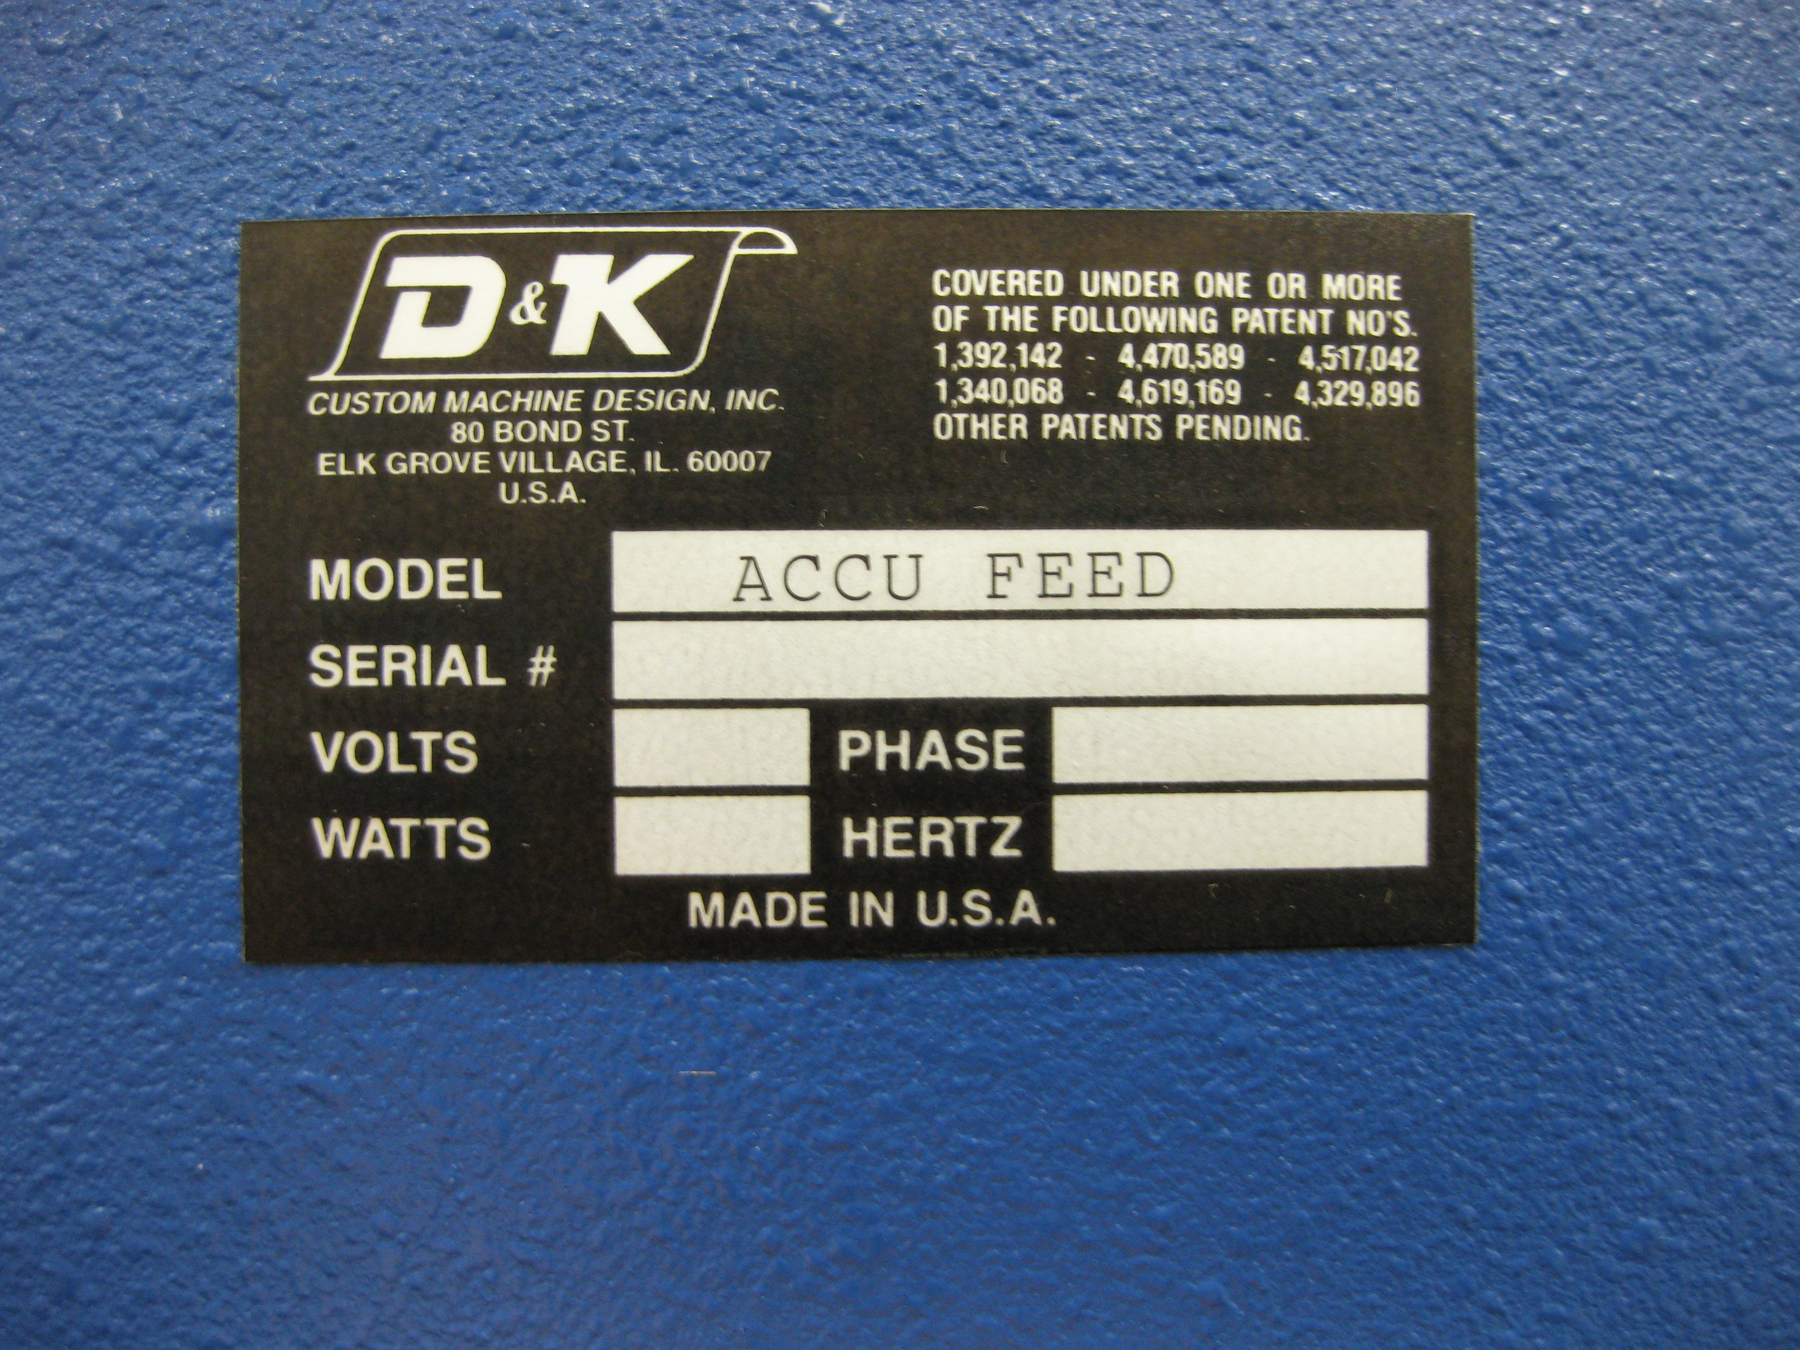 D&K
CUSTOM MACHINE DESIGN, INC.
80 BOND ST.
ELK GROVE VILLAGE, IL. 60007
U.S.A.
COVERED UNDER ONE OR MORE
OF THE FOLLOWING PATENT NO'S.
1,392,142 - 4,470,589 - 4,517,042
1,340,068 - 4,619,169 - 4,329,896
OTHER PATENTS PENDING.
MODEL ACCU FEED
SERIAL #
VOLTS PHASE
WATTS HERTZ
MADE IN U.S.A.